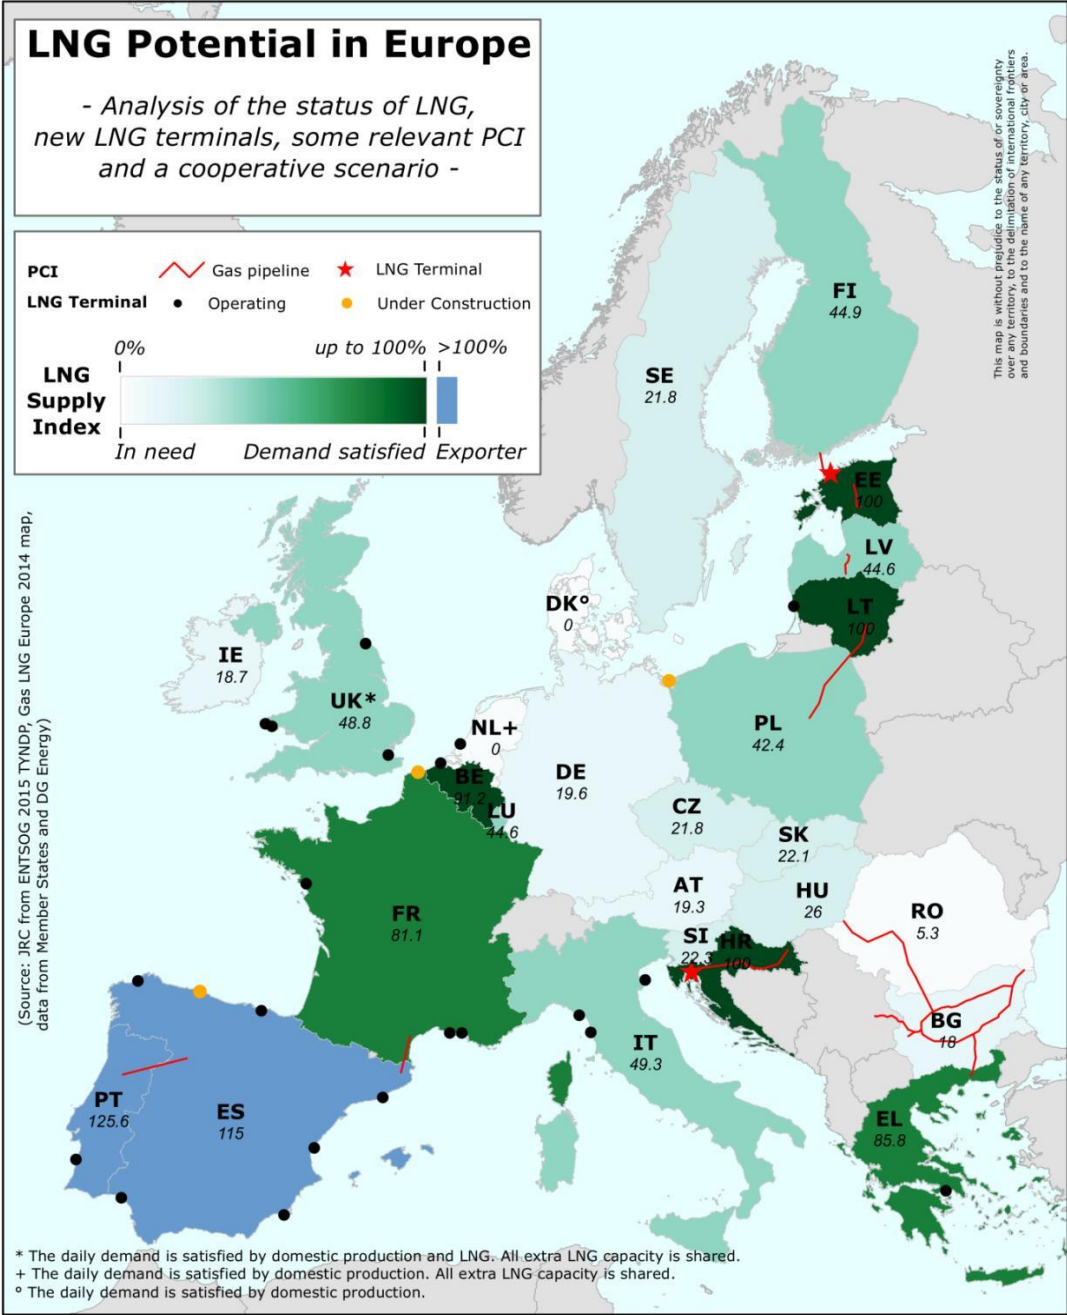 LNG Potential in Europe
- Analysis of the status of LNG,
new LNG terminals, some relevant PCI
and a cooperative scenario -
This map is without prejudice to the status of or sovereignty
over any territory, to the delimitation of international frontiers
and boundaries and to the name of any territory, city or area.
PCI
Gas pipeline
LNG Terminal
LNG Terminal
Operating
Under Construction
0%
up to 100%
>100%
LNG
Supply
Index
In need
Demand satisfied
Exporter
FI
44.9
SE
21.8
EE
100
LV
44.6
LT
100
DK°
0
IE
18.7
UK*
48.8
NL+
0
BE
91.2
LU
44.6
DE
19.6
PL
42.4
CZ
21.8
SK
22.1
AT
19.3
HU
26
RO
5.3
FR
81.1
SI
22.3
HR
100
BG
18
IT
49.3
PT
125.6
ES
115
EL
85.8
(Source: JRC from ENTSOG 2015 TYNDP, Gas LNG Europe 2014 map,
data from Member States and DG Energy)
* The daily demand is satisfied by domestic production and LNG. All extra LNG capacity is shared.
+ The daily demand is satisfied by domestic production. All extra LNG capacity is shared.
° The daily demand is satisfied by domestic production.